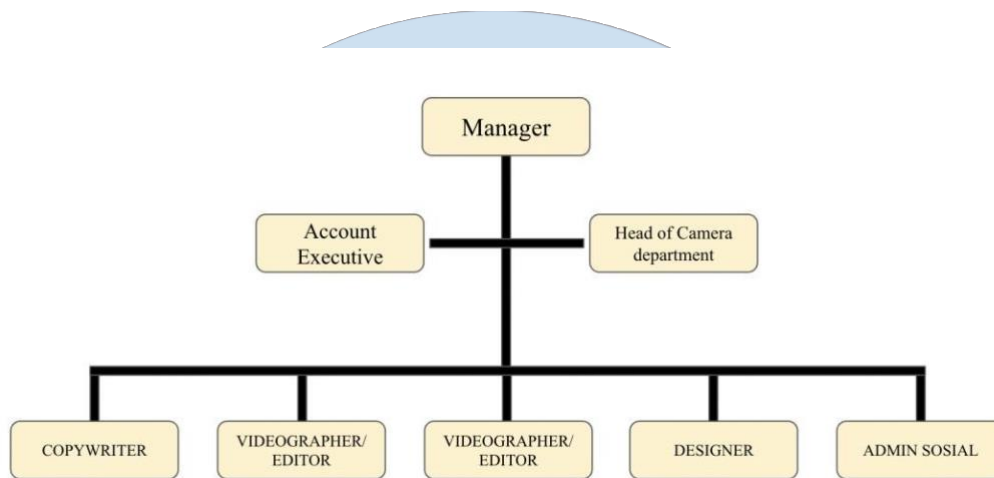 Manager
Account
Executive
Head of Camera
department
COPYWRITER
VIDEOGRAPHER/
EDITOR
VIDEOGRAPHER/
EDITOR
DESIGNER
ADMIN SOSIAL